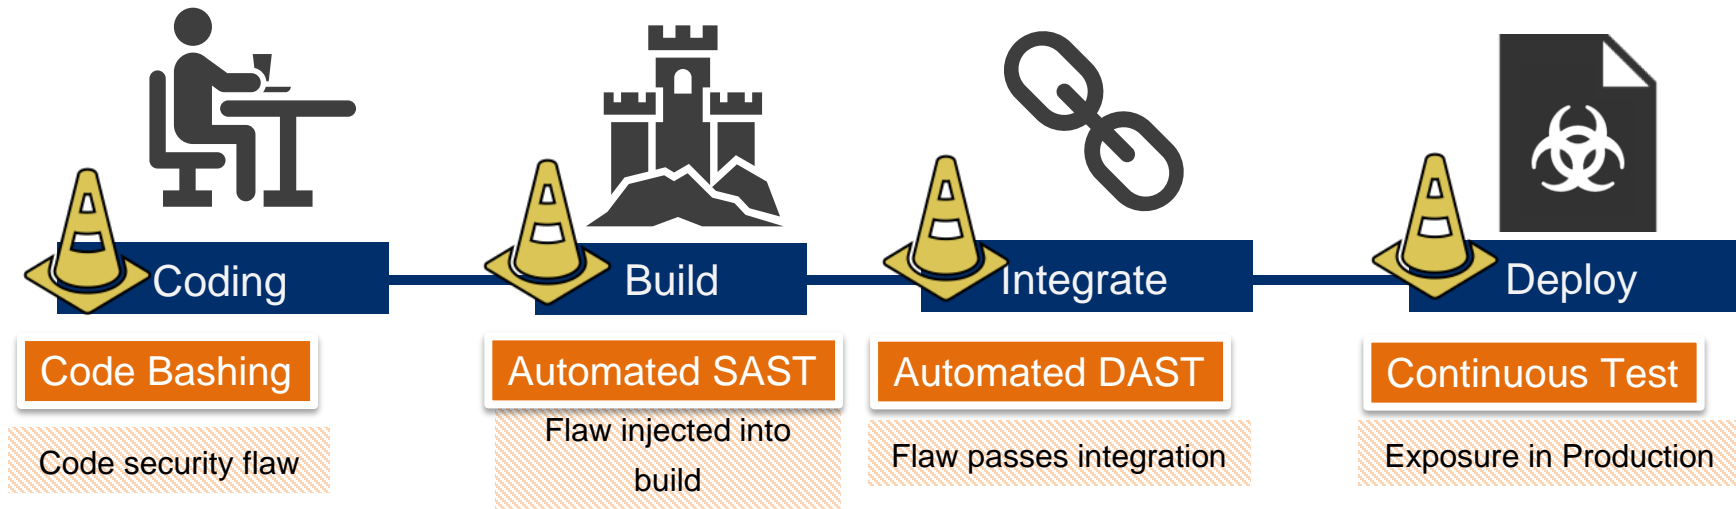 Coding
Build
Integrate
Deploy
Code Bashing
Automated SAST
Automated DAST
Continuous Test
Code security flaw
Flaw injected into
build
Flaw passes integration
Exposure in Production